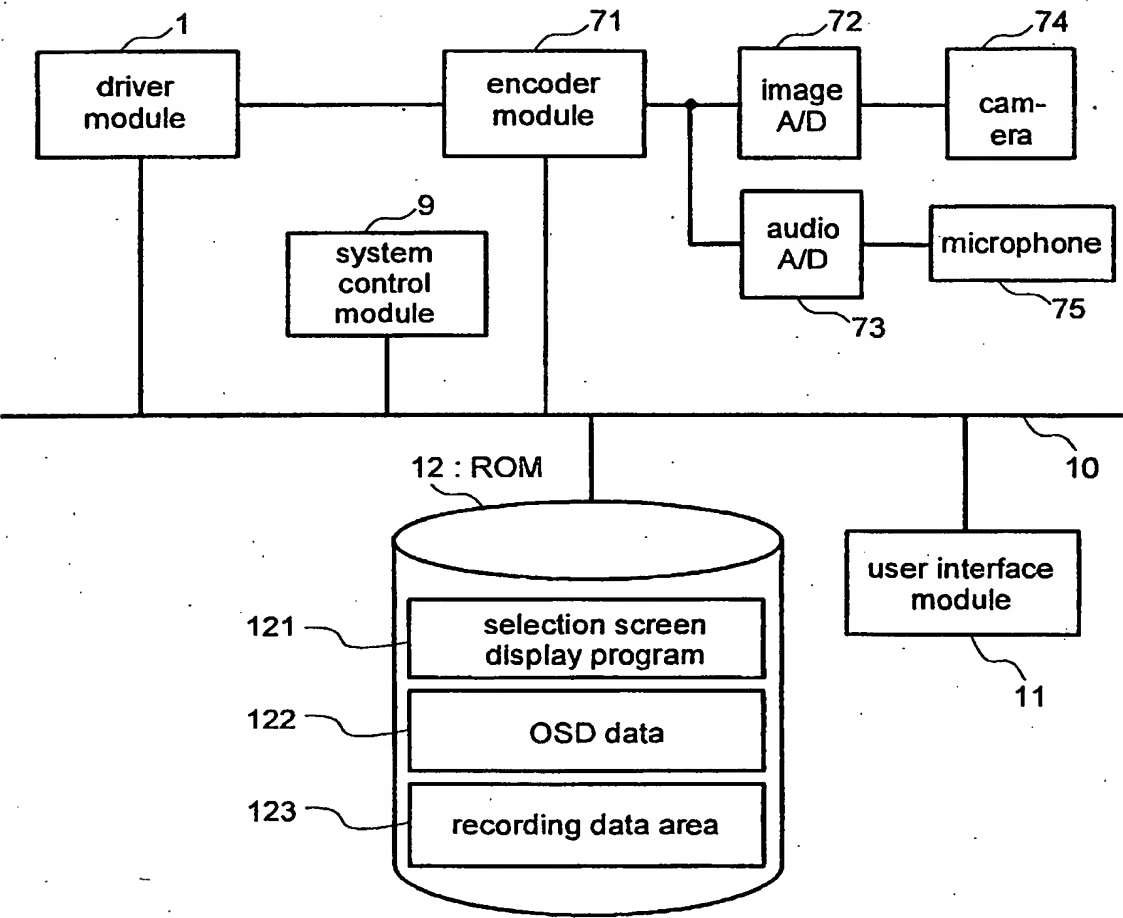 1
71
72
74
driver
module
encoder
module
image
A/D
cam-
era
9
system
control
module
audio
A/D
microphone
73
75
10
12 : ROM
user interface
module
11
121
selection screen
display program
122
OSD data
123
recording data area